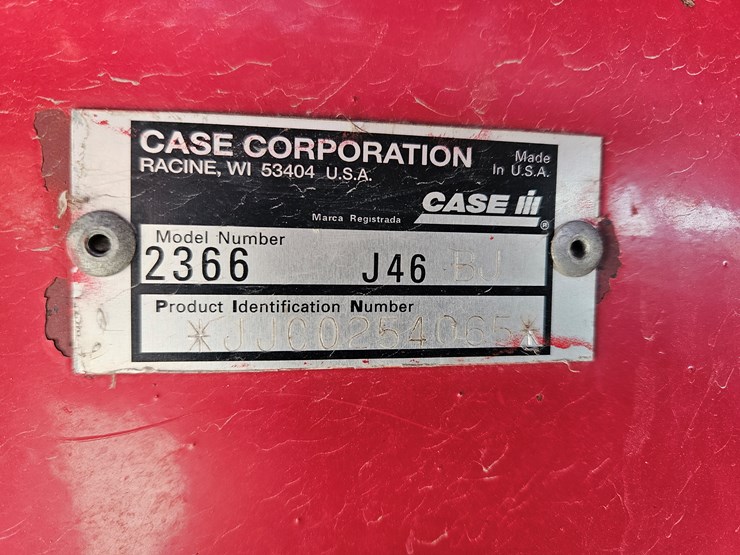 CASE CORPORATION
RACINE, WI 53404 U.S.A.
Made
In U.S.A.
Marca Registrada
CASE IH
®
Model Number
2366 J46 BJ
Product Identification Number
*JJC0254065*